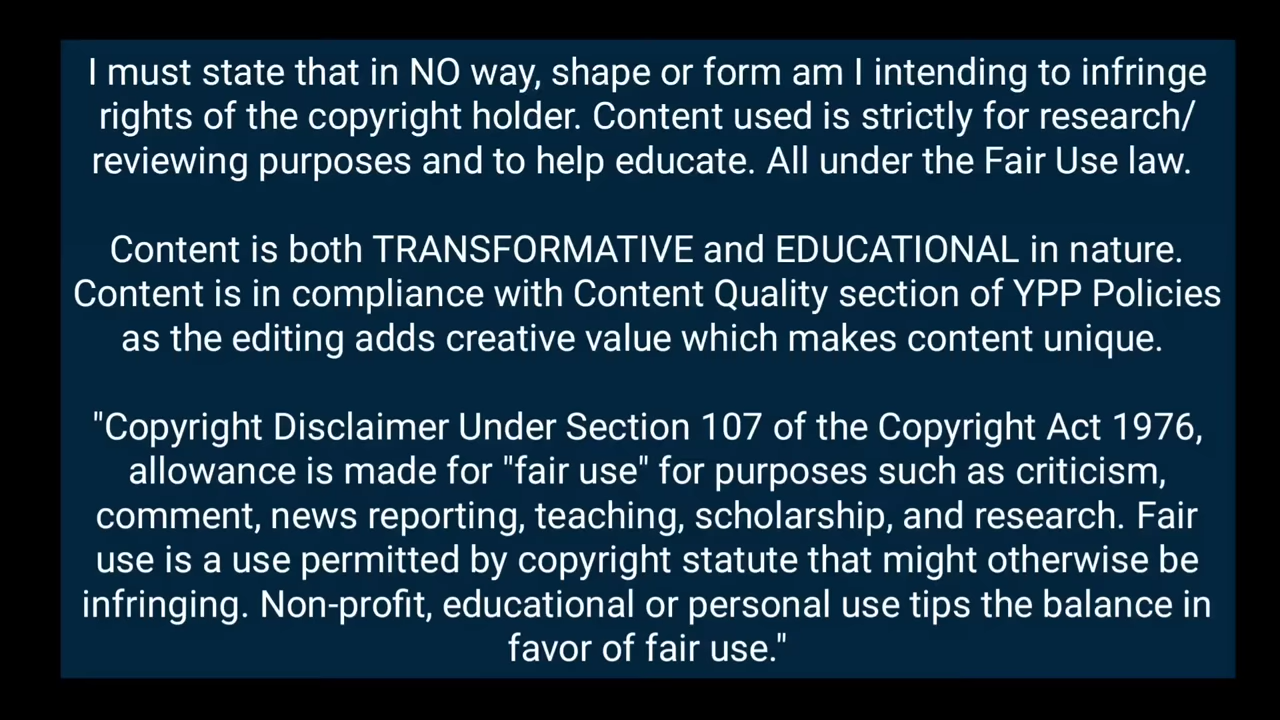 I must state that in NO way, shape or form am I intending to infringe
rights of the copyright holder. Content used is strictly for research/
reviewing purposes and to help educate. All under the Fair Use law.
Content is both TRANSFORMATIVE and EDUCATIONAL in nature.
Content is in compliance with Content Quality section of YPP Policies
as the editing adds creative value which makes content unique.
"Copyright Disclaimer Under Section 107 of the Copyright Act 1976,
allowance is made for "fair use" for purposes such as criticism,
comment, news reporting, teaching, scholarship, and research. Fair
use is a use permitted by copyright statute that might otherwise be
infringing. Non-profit, educational or personal use tips the balance in
favor of fair use."